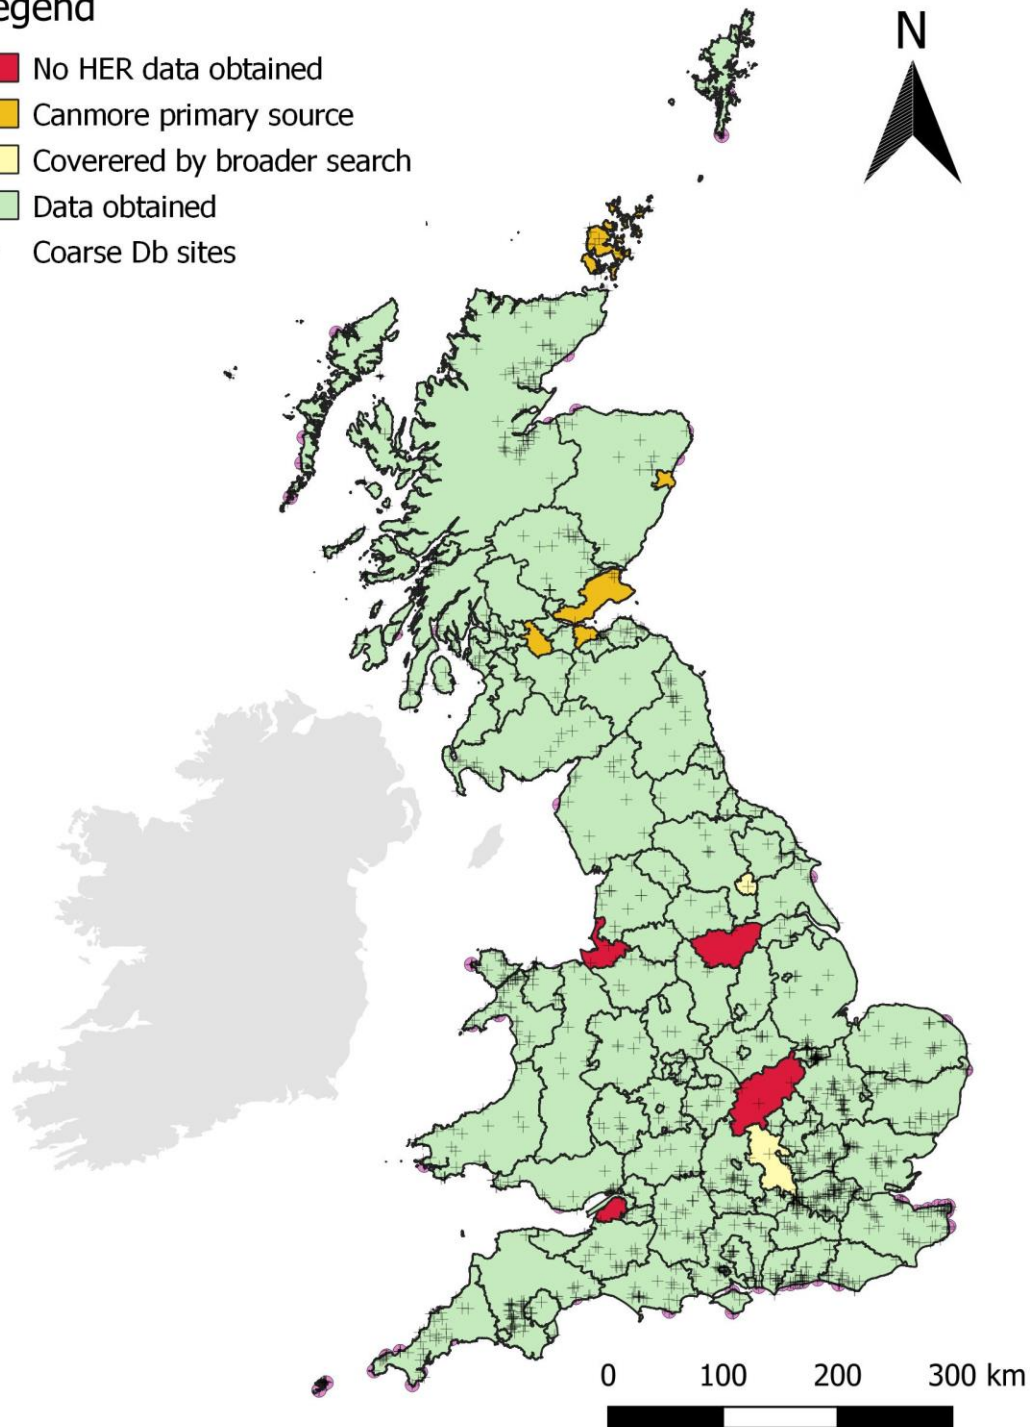 egend
No HER data obtained
Canmore primary source
Coverered by broader search
Data obtained
Coarse Db sites
N
0 100 200 300 km